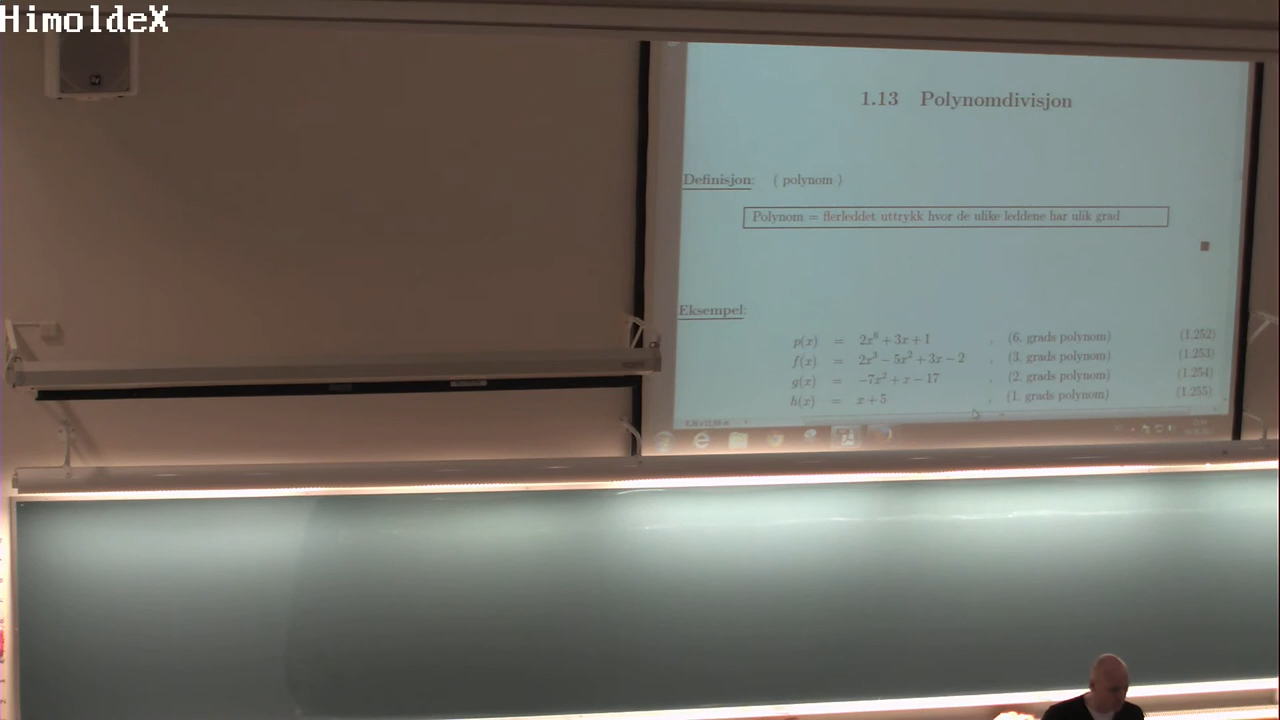 HimoldeX
1.13 Polynomdivisjon
Definisjon: ( polynom )
Polynom = flerleddet uttrykk hvor de ulike leddene har ulik grad
Eksempel:
p(x) = 2x⁶ + 3x + 1 , (6. grads polynom) (1.252)
f(x) = 2x³ − 5x² + 3x − 2 , (3. grads polynom) (1.253)
g(x) = −7x² + x − 17 , (2. grads polynom) (1.254)
h(x) = x + 5 , (1. grads polynom) (1.255)